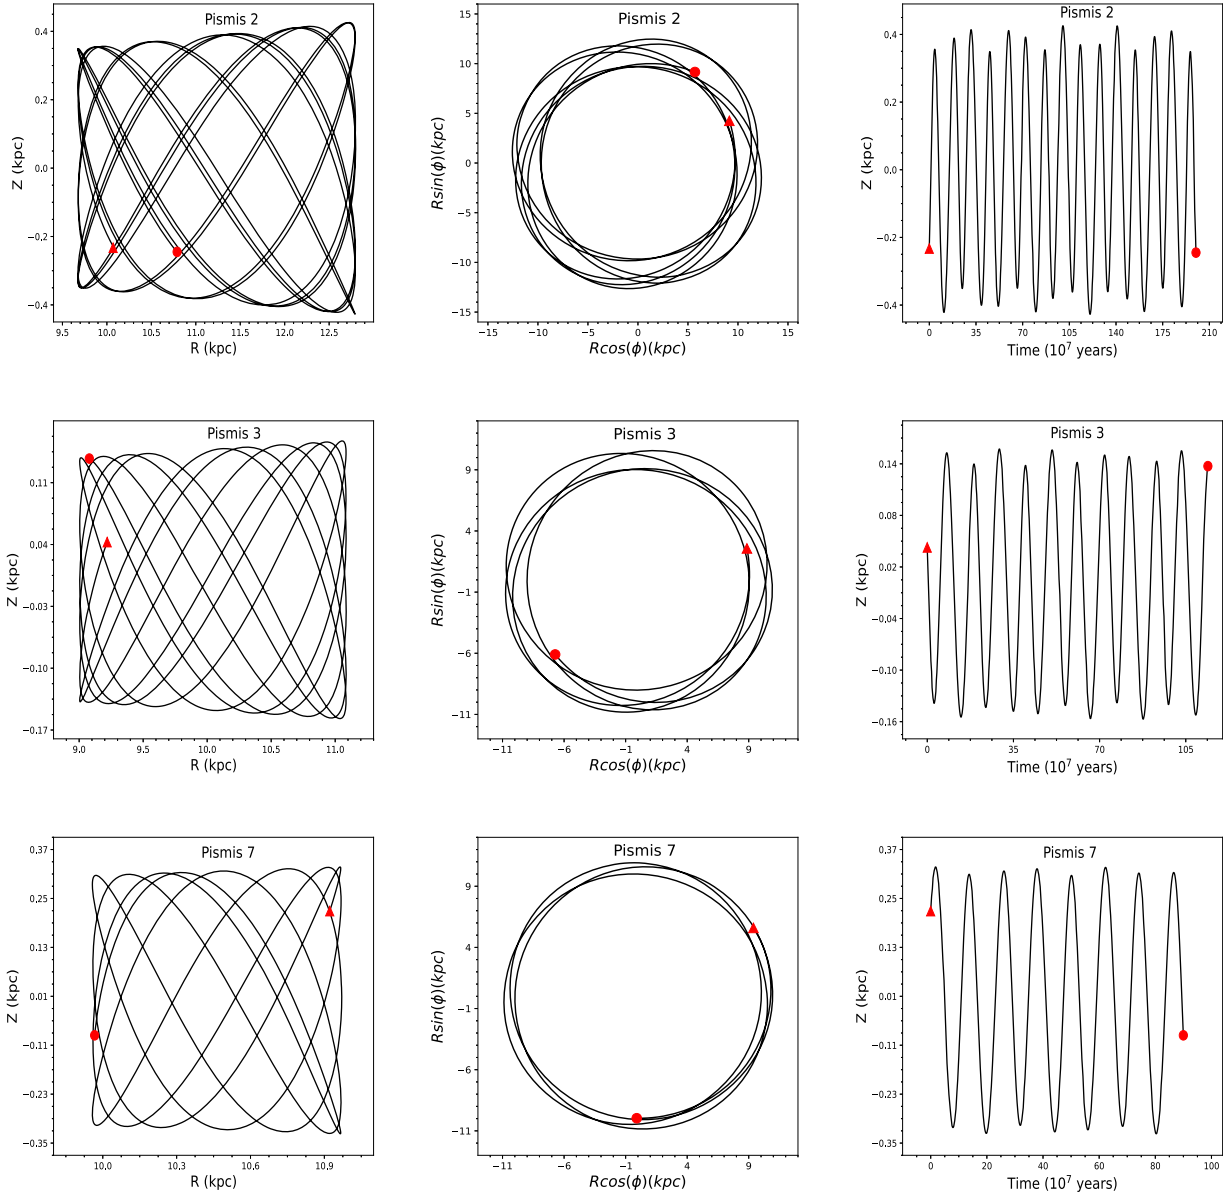 Pismis 2
0.4
0.2
0.0
−0.2
−0.4
Z (kpc)
9.5 10.0 10.5 11.0 11.5 12.0 12.5
R (kpc)
Pismis 2
15
10
5
0
−5
−10
−15
Rsin(ϕ)(kpc)
−15 −10 −5 0 5 10 15
Rcos(ϕ)(kpc)
Pismis 2
0.4
0.2
0.0
−0.2
−0.4
Z (kpc)
0 35 70 105 140 175 210
Time (10⁷ years)
Pismis 3
0.11
0.04
−0.03
−0.10
−0.17
Z (kpc)
9.0 9.5 10.0 10.5 11.0
R (kpc)
Pismis 3
9
4
−1
−6
−11
Rsin(ϕ)(kpc)
−11 −6 −1 4 9
Rcos(ϕ)(kpc)
Pismis 3
0.14
0.08
0.02
−0.04
−0.10
−0.16
Z (kpc)
0 35 70 105
Time (10⁷ years)
Pismis 7
0.37
0.25
0.13
0.01
−0.11
−0.23
−0.35
Z (kpc)
10.0 10.3 10.6 10.9
R (kpc)
Pismis 7
9
4
−1
−6
−11
Rsin(ϕ)(kpc)
−11 −6 −1 4 9
Rcos(ϕ)(kpc)
Pismis 7
0.37
0.25
0.13
0.01
−0.11
−0.23
−0.35
Z (kpc)
0 20 40 60 80 100
Time (10⁷ years)